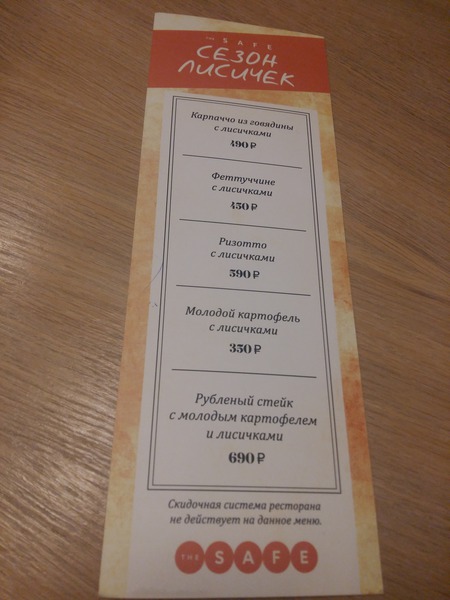 THE SAFE
СЕЗОН
ЛИСИЧЕК
Карпаччо из говядины
с лисичками
490 ₽
Феттуччине
с лисичками
450 ₽
Ризотто
с лисичками
390 ₽
Молодой картофель
с лисичками
350 ₽
Рубленый стейк
с молодым картофелем
и лисичками
690 ₽
Скидочная система ресторана
не действует на данное меню.
THE SAFE